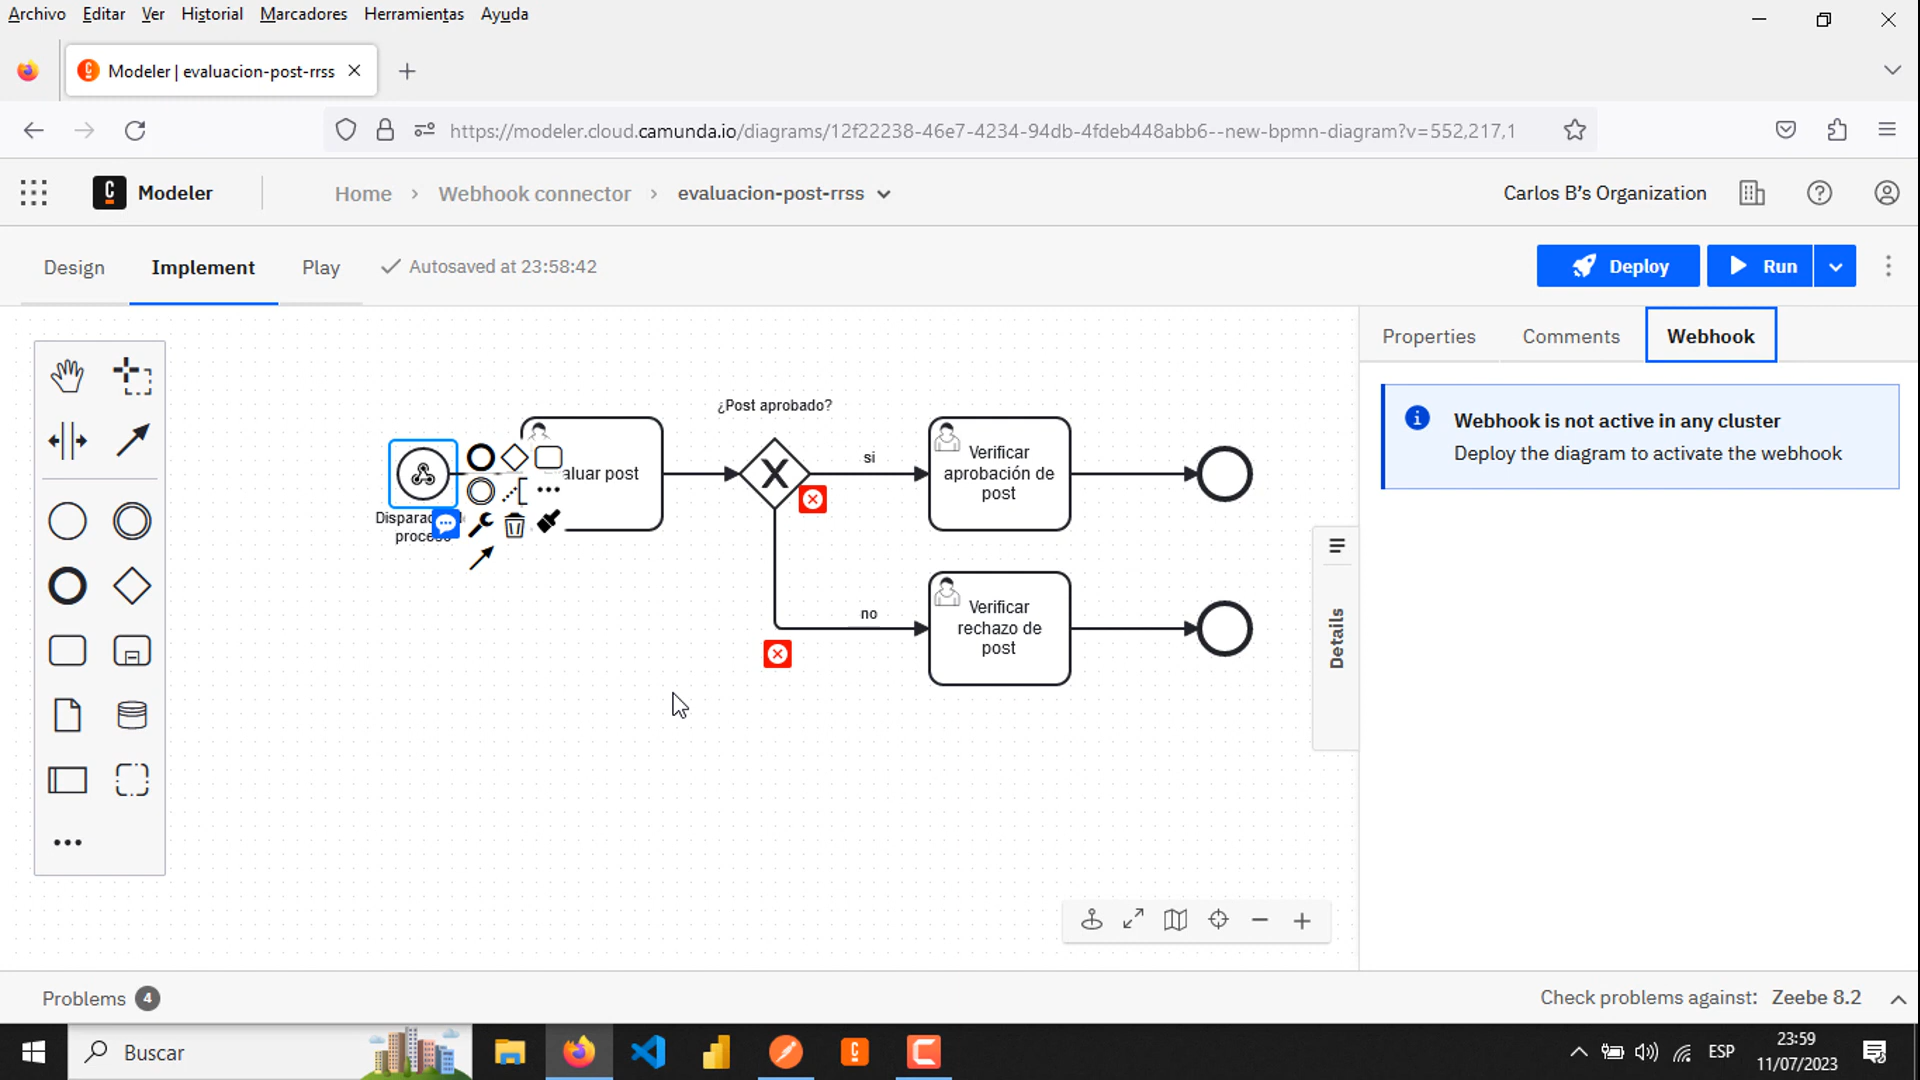 Archivo Editar Ver Historial Marcadores Herramientas Ayuda
Modeler | evaluacion-post-rrss
https://modeler.cloud.camunda.io/diagrams/12f22238-46e7-4234-94db-4fdeb448abb6--new-bpmn-diagram?v=552,217,1
Modeler
Home
Webhook connector
evaluacion-post-rrss
Carlos B's Organization
Design
Implement
Play
Autosaved at 23:58:42
Deploy
Run
Properties
Comments
Webhook
Webhook is not active in any cluster
Deploy the diagram to activate the webhook
¿Post aprobado?
aluar post
si
Verificar
aprobación de
post
no
Verificar
rechazo de
post
Details
Problems 4
Check problems against: Zeebe 8.2
Buscar
ESP
23:59
11/07/2023